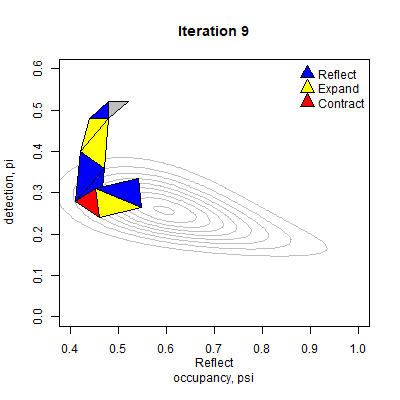 Iteration 9
Reflect
Expand
Contract
detection, pi
0.6
0.5
0.4
0.3
0.2
0.1
0.0
0.4 0.5 0.6 0.7 0.8 0.9 1.0
Reflect
occupancy, psi